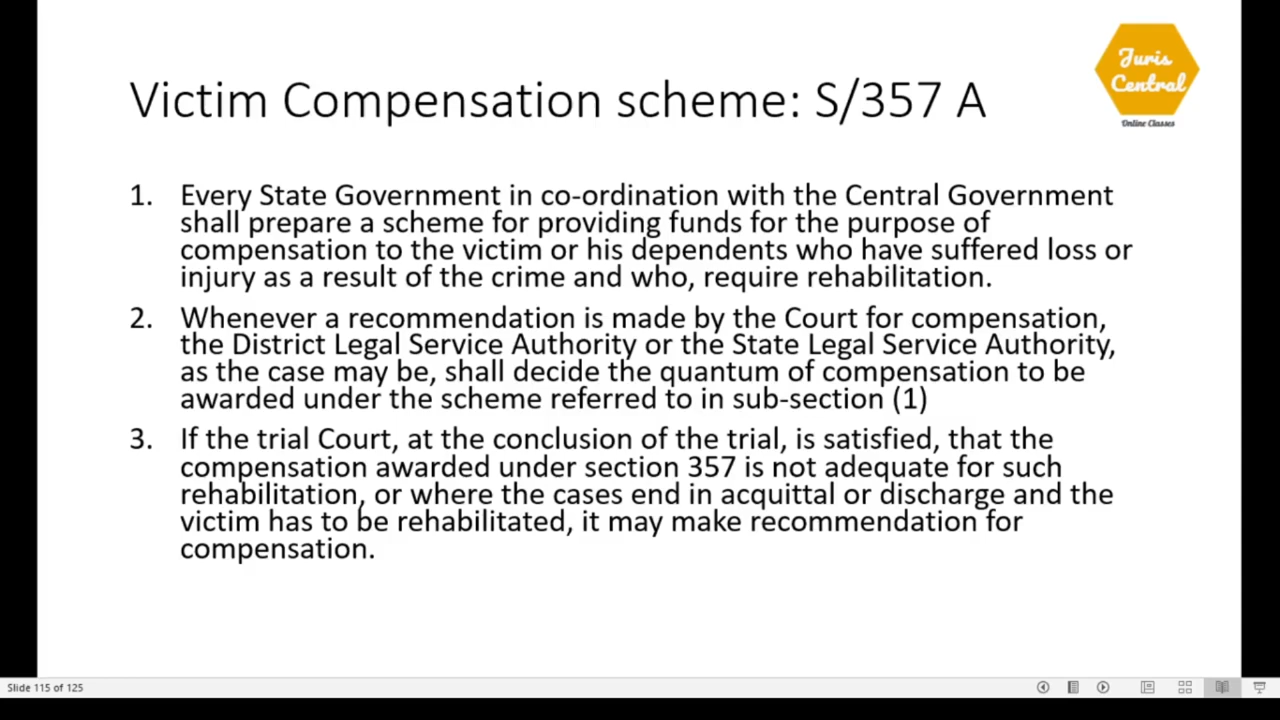 Juris
Central
Online Classes
Victim Compensation scheme: S/357 A
1. Every State Government in co-ordination with the Central Government
shall prepare a scheme for providing funds for the purpose of
compensation to the victim or his dependents who have suffered loss or
injury as a result of the crime and who, require rehabilitation.
2. Whenever a recommendation is made by the Court for compensation,
the District Legal Service Authority or the State Legal Service Authority,
as the case may be, shall decide the quantum of compensation to be
awarded under the scheme referred to in sub-section (1)
3. If the trial Court, at the conclusion of the trial, is satisfied, that the
compensation awarded under section 357 is not adequate for such
rehabilitation, or where the cases end in acquittal or discharge and the
victim has to be rehabilitated, it may make recommendation for
compensation.
Slide 115 of 125